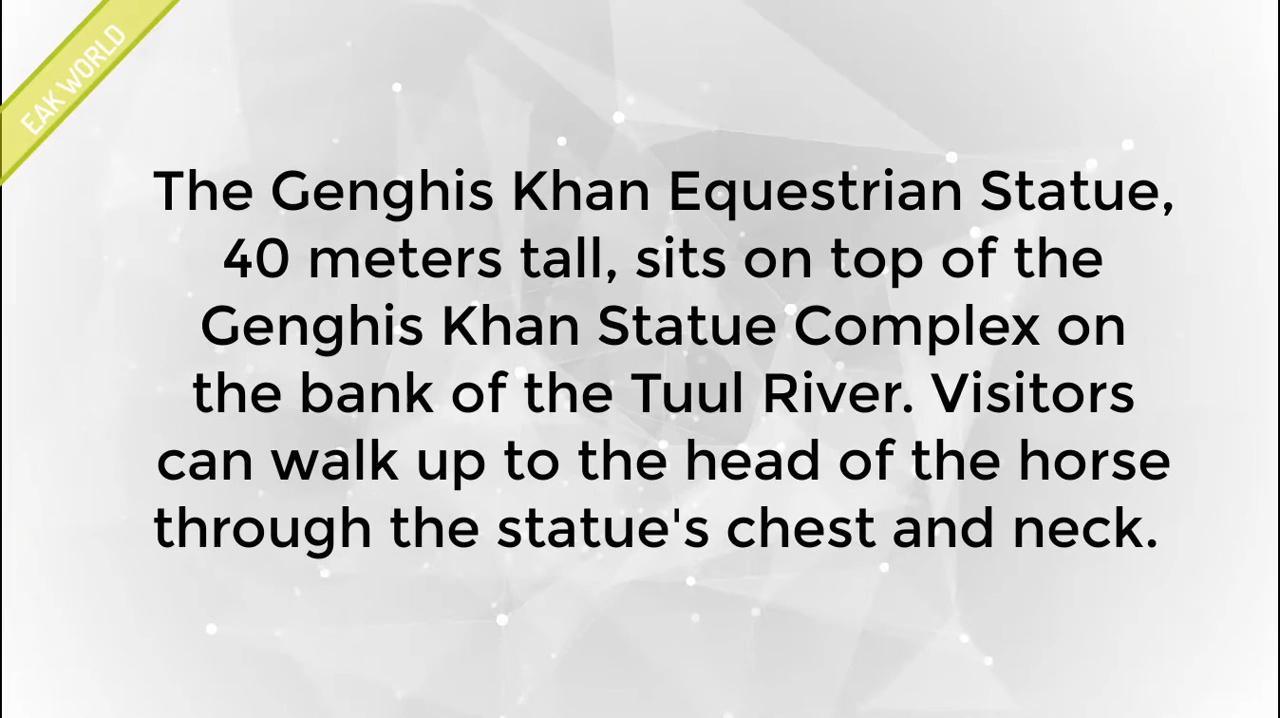 EAK WORLD
The Genghis Khan Equestrian Statue,
40 meters tall, sits on top of the
Genghis Khan Statue Complex on
the bank of the Tuul River. Visitors
can walk up to the head of the horse
through the statue's chest and neck.